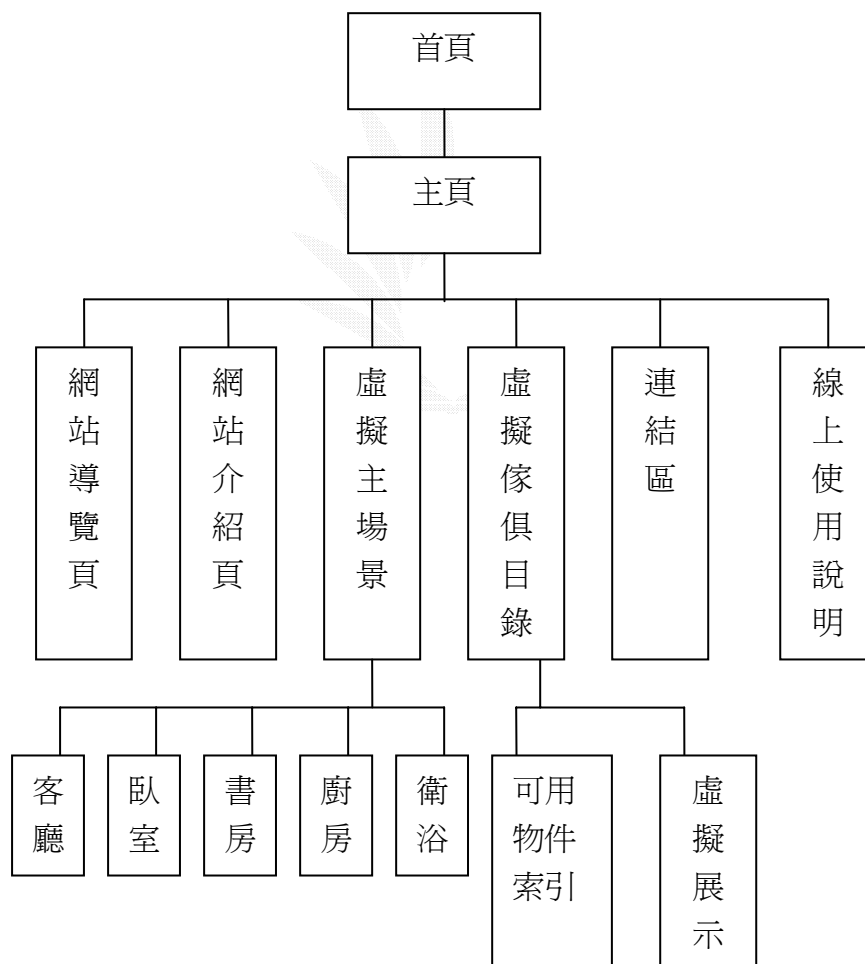 首頁
主頁
網站導覽頁
網站介紹頁
虛擬主場景
虛擬傢俱目錄
連結區
線上使用說明
客廳
臥室
書房
廚房
衛浴
可用
物件
索引
虛擬展示